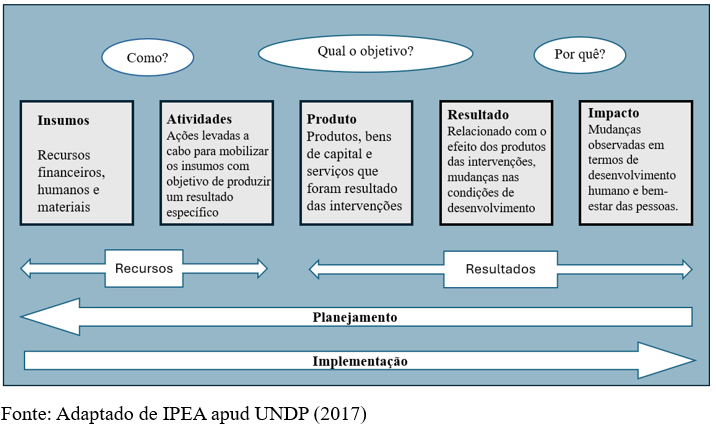 Como?
Qual o objetivo?
Por quê?
Insumos
Recursos
financeiros,
humanos e
materiais
Atividades
Ações levadas a
cabo para mobilizar
os insumos com
objetivo de produzir
um resultado
específico
Produto
Produtos, bens
de capital e
serviços que
foram resultado
das intervenções
Resultado
Relacionado com o
efeito dos produtos
das intervenções,
mudanças nas
condições de
desenvolvimento
Impacto
Mudanças
observadas em
termos de
desenvolvimento
humano e bem-
estar das pessoas.
Recursos
Resultados
Planejamento
Implementação
Fonte: Adaptado de IPEA apud UNDP (2017)